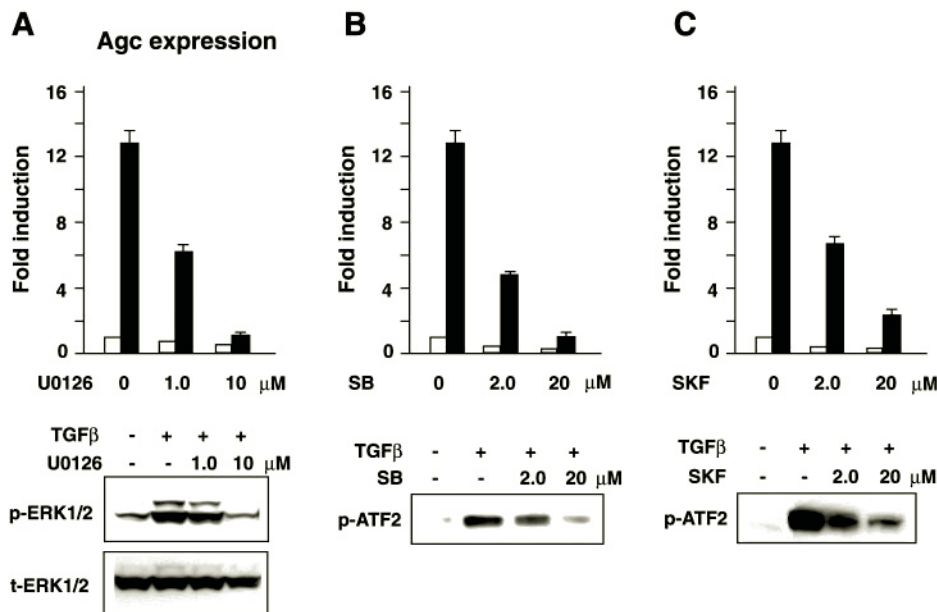 A
Agc expression
Fold induction
16
12
8
4
0
U0126 0 1.0 10 μM
TGFβ - + + +
U0126 - - 1.0 10 μM
p-ERK1/2
t-ERK1/2
B
Fold induction
16
12
8
4
0
SB 0 2.0 20 μM
TGFβ - + + +
SB - - 2.0 20 μM
p-ATF2
C
Fold induction
16
12
8
4
0
SKF 0 2.0 20 μM
TGFβ - + + +
SKF - - 2.0 20 μM
p-ATF2